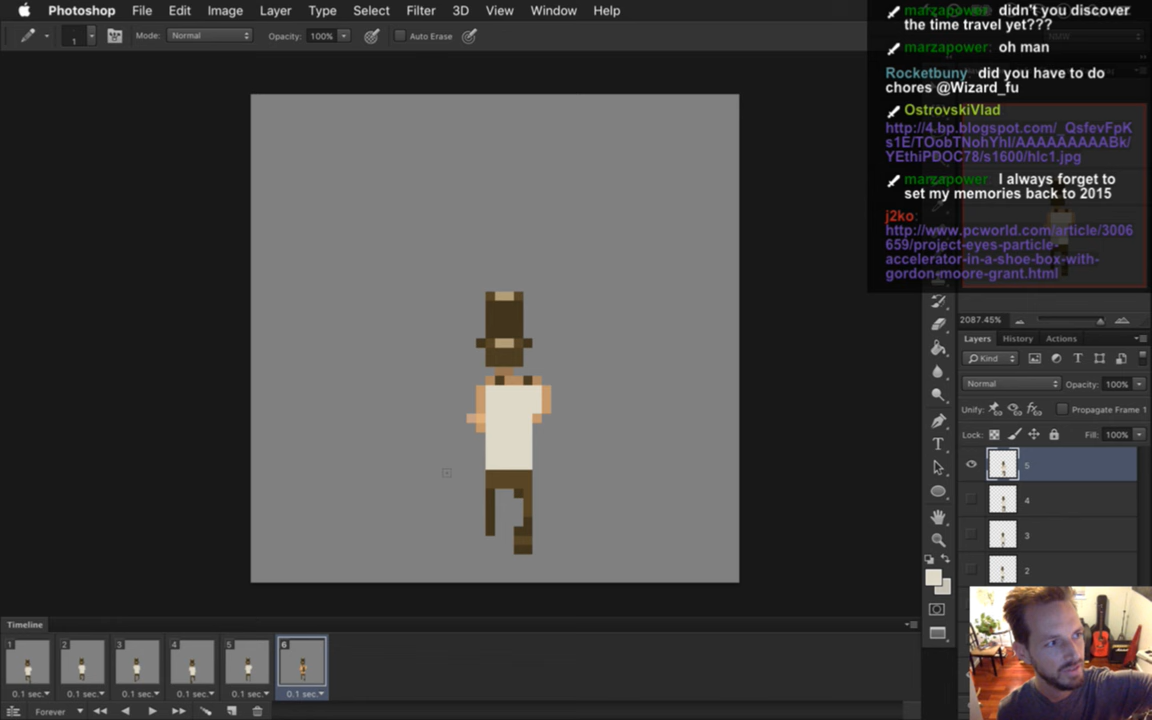 Photoshop File Edit Image Layer Type Select Filter 3D View Window Help
1 Mode: Normal Opacity: 100% Auto Erase
marzapower: didn't you discover
the time travel yet???
marzapower: oh man
Rocketbuny: did you have to do
chores @Wizard_fu
OstrovskiVlad
http://4.bp.blogspot.com/_QsfevFpK
s1E/TOobTNohYhI/AAAAAAAAABk/
YEthiPDOC78/s1600/hlc1.jpg
marzapower: I always forget to
set my memories back to 2015
j2ko:
http://www.pcworld.com/article/3006
659/project-eyes-particle-
accelerator-in-a-shoe-box-with-
gordon-moore-grant.html
2087.45%
Layers History Actions
Kind
Normal Opacity: 100%
Unify: Propagate Frame 1
Lock: Fill: 100%
5
4
3
2
Timeline
1 2 3 4 5 6
0.1 sec. 0.1 sec. 0.1 sec. 0.1 sec. 0.1 sec. 0.1 sec.
Forever